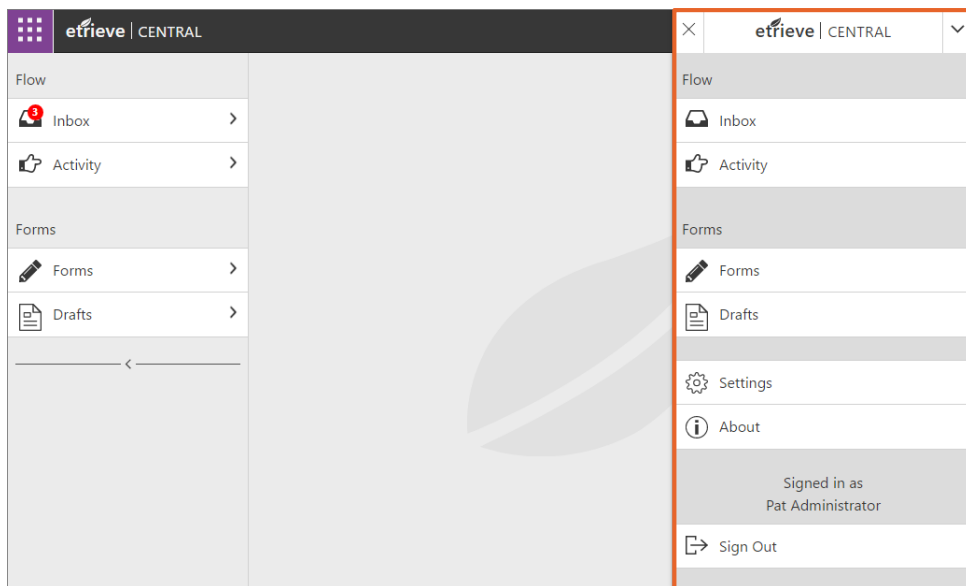 etrieve | CENTRAL
Flow
3
Inbox
Activity
Forms
Forms
Drafts
etrieve | CENTRAL
Flow
Inbox
Activity
Forms
Forms
Drafts
Settings
About
Signed in as
Pat Administrator
Sign Out